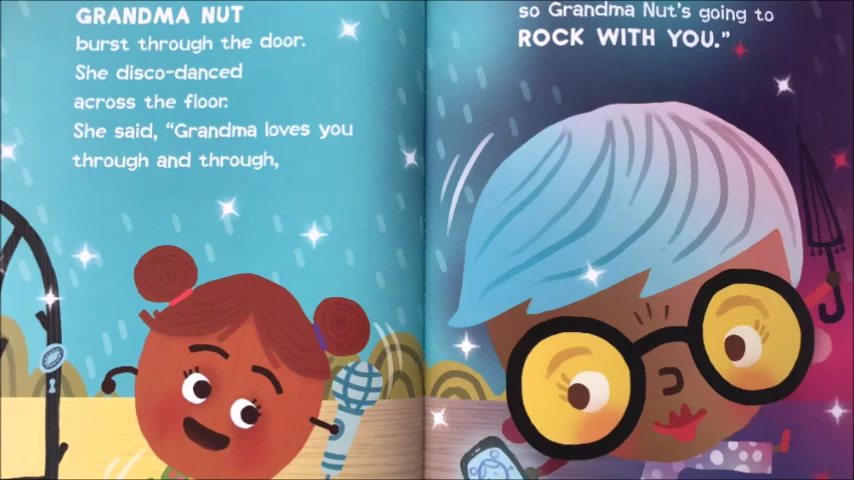 GRANDMA NUT
burst through the door.
She disco-danced
across the floor.
She said, “Grandma loves you
through and through,
so Grandma Nut's going to
ROCK WITH YOU.”